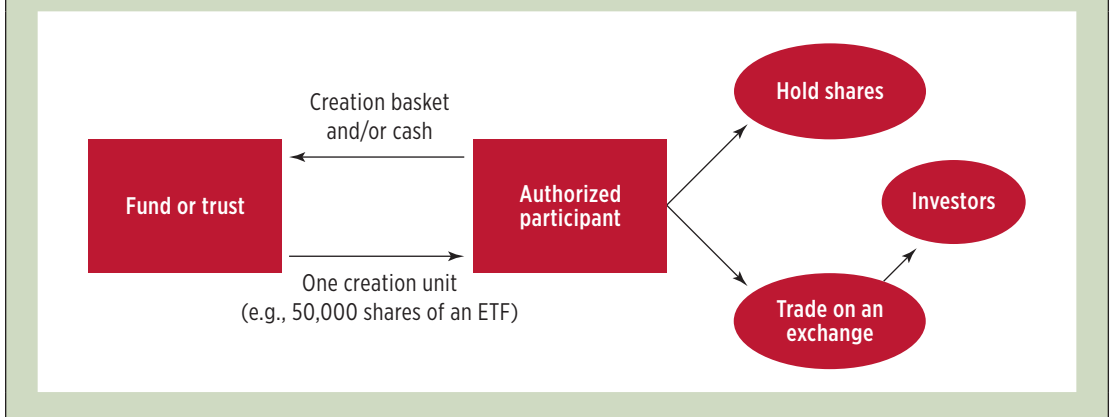 Creation basket
and/or cash
Fund or trust
One creation unit
(e.g., 50,000 shares of an ETF)
Authorized
participant
Hold shares
Investors
Trade on an
exchange